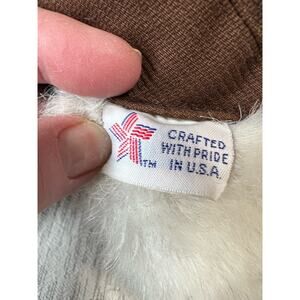 CRAFTED
WITH PRIDE
IN U.S.A.
TM